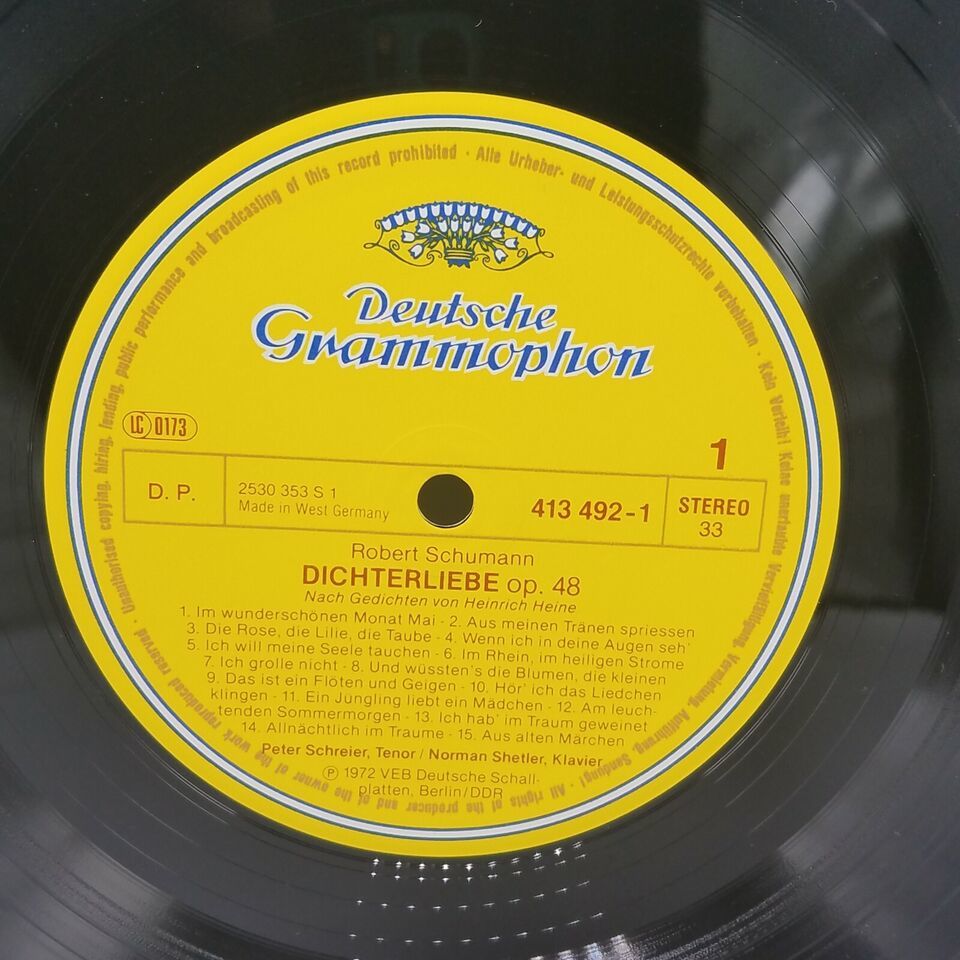 Alle Urheber- und Leistungsschutzrechte vorbehalten · Kein Verleih! Keine unerlaubte Vervielfältigung, Vermietung, Aufführung, Sendung! · All rights of the producer and of the owner of the work reproduced reserved · Unauthorised copying, hiring, lending, public performance and broadcasting of this record prohibited ·
Deutsche
Grammophon
LC 0173
1
D. P.
2530 353 S 1
Made in West Germany
413 492-1
STEREO
33
Robert Schumann
DICHTERLIEBE op. 48
Nach Gedichten von Heinrich Heine
1. Im wunderschönen Monat Mai - 2. Aus meinen Tränen spriessen
3. Die Rose, die Lilie, die Taube - 4. Wenn ich in deine Augen seh'
5. Ich will meine Seele tauchen - 6. Im Rhein, im heiligen Strome
7. Ich grolle nicht - 8. Und wüssten's die Blumen, die kleinen
9. Das ist ein Flöten und Geigen - 10. Hör' ich das Liedchen
klingen - 11. Ein Jüngling liebt ein Mädchen - 12. Am leuch-
tenden Sommermorgen - 13. Ich hab' im Traum geweinet
14. Allnächtlich im Traume - 15. Aus alten Märchen
Peter Schreier, Tenor / Norman Shetler, Klavier
Ⓟ 1972 VEB Deutsche Schall-
platten, Berlin/DDR